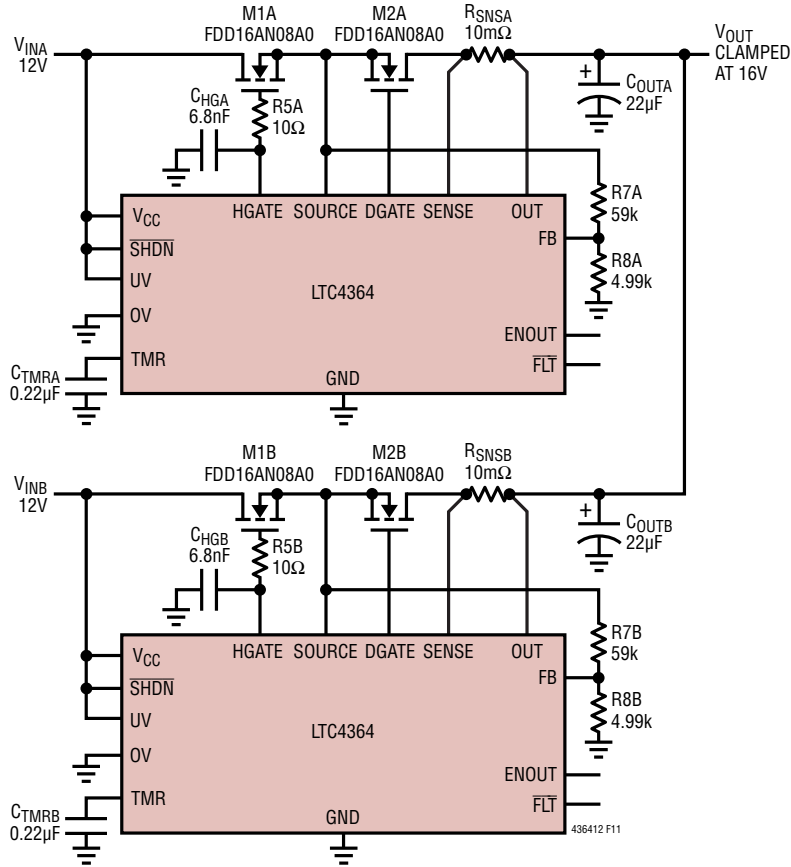 M1A
FDD16AN08A0
M2A
FDD16AN08A0
RSNSA
10mΩ
VINA
12V
VOUT
CLAMPED
AT 16V
CHGA
6.8nF
R5A
10Ω
+
COUTA
22µF
HGATE SOURCE DGATE SENSE OUT
R7A
59k
VCC
SHDN
FB
UV
LTC4364
R8A
4.99k
OV
ENOUT
TMR
FLT
CTMRA
0.22µF
GND
M1B
FDD16AN08A0
M2B
FDD16AN08A0
RSNSB
10mΩ
VINB
12V
CHGB
6.8nF
R5B
10Ω
+
COUTB
22µF
HGATE SOURCE DGATE SENSE OUT
R7B
59k
VCC
SHDN
FB
UV
LTC4364
R8B
4.99k
OV
ENOUT
TMR
FLT
CTMRB
0.22µF
GND
436412 F11